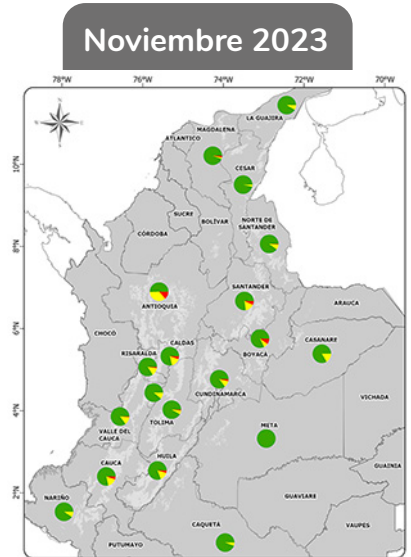 Noviembre 2023
78°W 76°W 74°W 72°W 70°W
N
LA GUAJIRA
MAGDALENA
ATLANTICO
10°N
CESAR
SUCRE
BOLÍVAR
NORTE DE
SANTANDER
CÓRDOBA
8°N
SANTANDER
ARAUCA
ANTIOQUIA
6°N
CHOCÓ
CALDAS
RISARALDA
BOYACA
CASANARE
CUNDINAMARCA
VICHADA
4°N
TOLIMA
VALLE DEL
CAUCA
META
HUILA
CAUCA
GUAINIA
2°N
NARIÑO
GUAVIARE
CAQUETÁ
VAUPES
PUTUMAYO